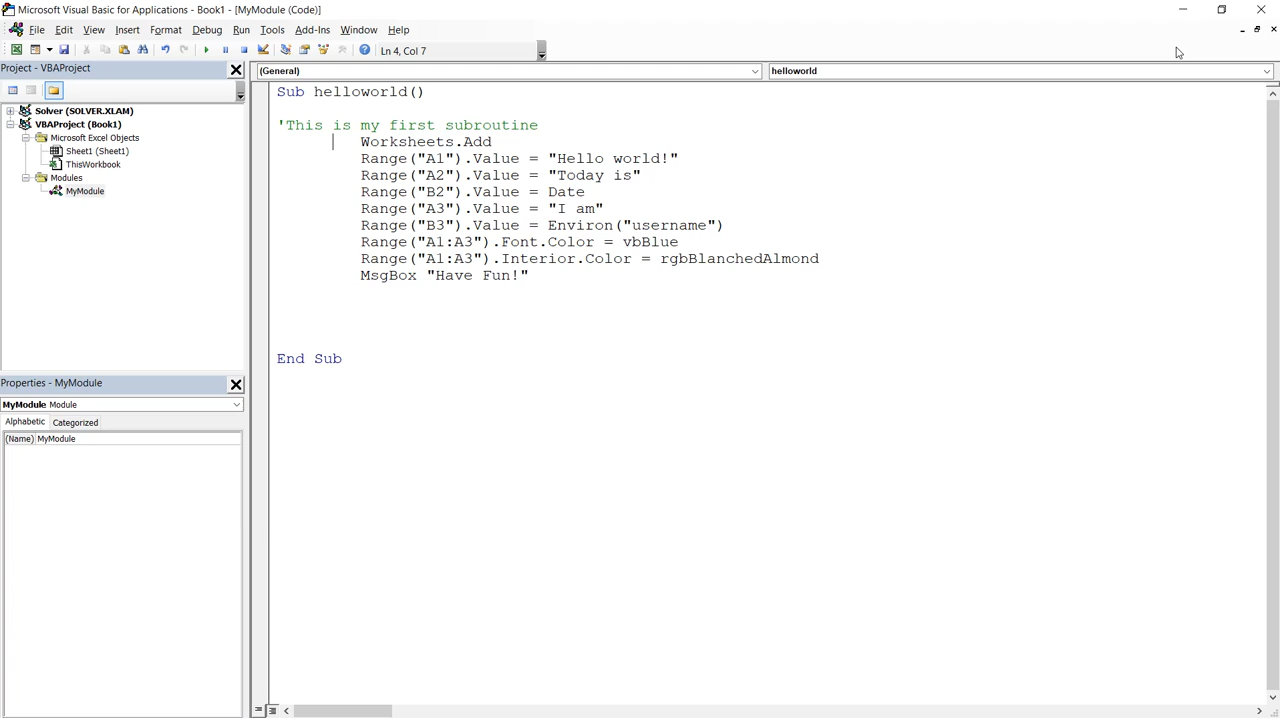 Microsoft Visual Basic for Applications - Book1 - [MyModule (Code)]
File Edit View Insert Format Debug Run Tools Add-Ins Window Help
Ln 4, Col 7
Project - VBAProject
(General)
helloworld
Solver (SOLVER.XLAM)
VBAProject (Book1)
Microsoft Excel Objects
Sheet1 (Sheet1)
ThisWorkbook
Modules
MyModule
Properties - MyModule
MyModule Module
Alphabetic Categorized
(Name) MyModule
Sub helloworld()
'This is my first subroutine
Worksheets.Add
Range("A1").Value = "Hello world!"
Range("A2").Value = "Today is"
Range("B2").Value = Date
Range("A3").Value = "I am"
Range("B3").Value = Environ("username")
Range("A1:A3").Font.Color = vbBlue
Range("A1:A3").Interior.Color = rgbBlanchedAlmond
MsgBox "Have Fun!"
End Sub